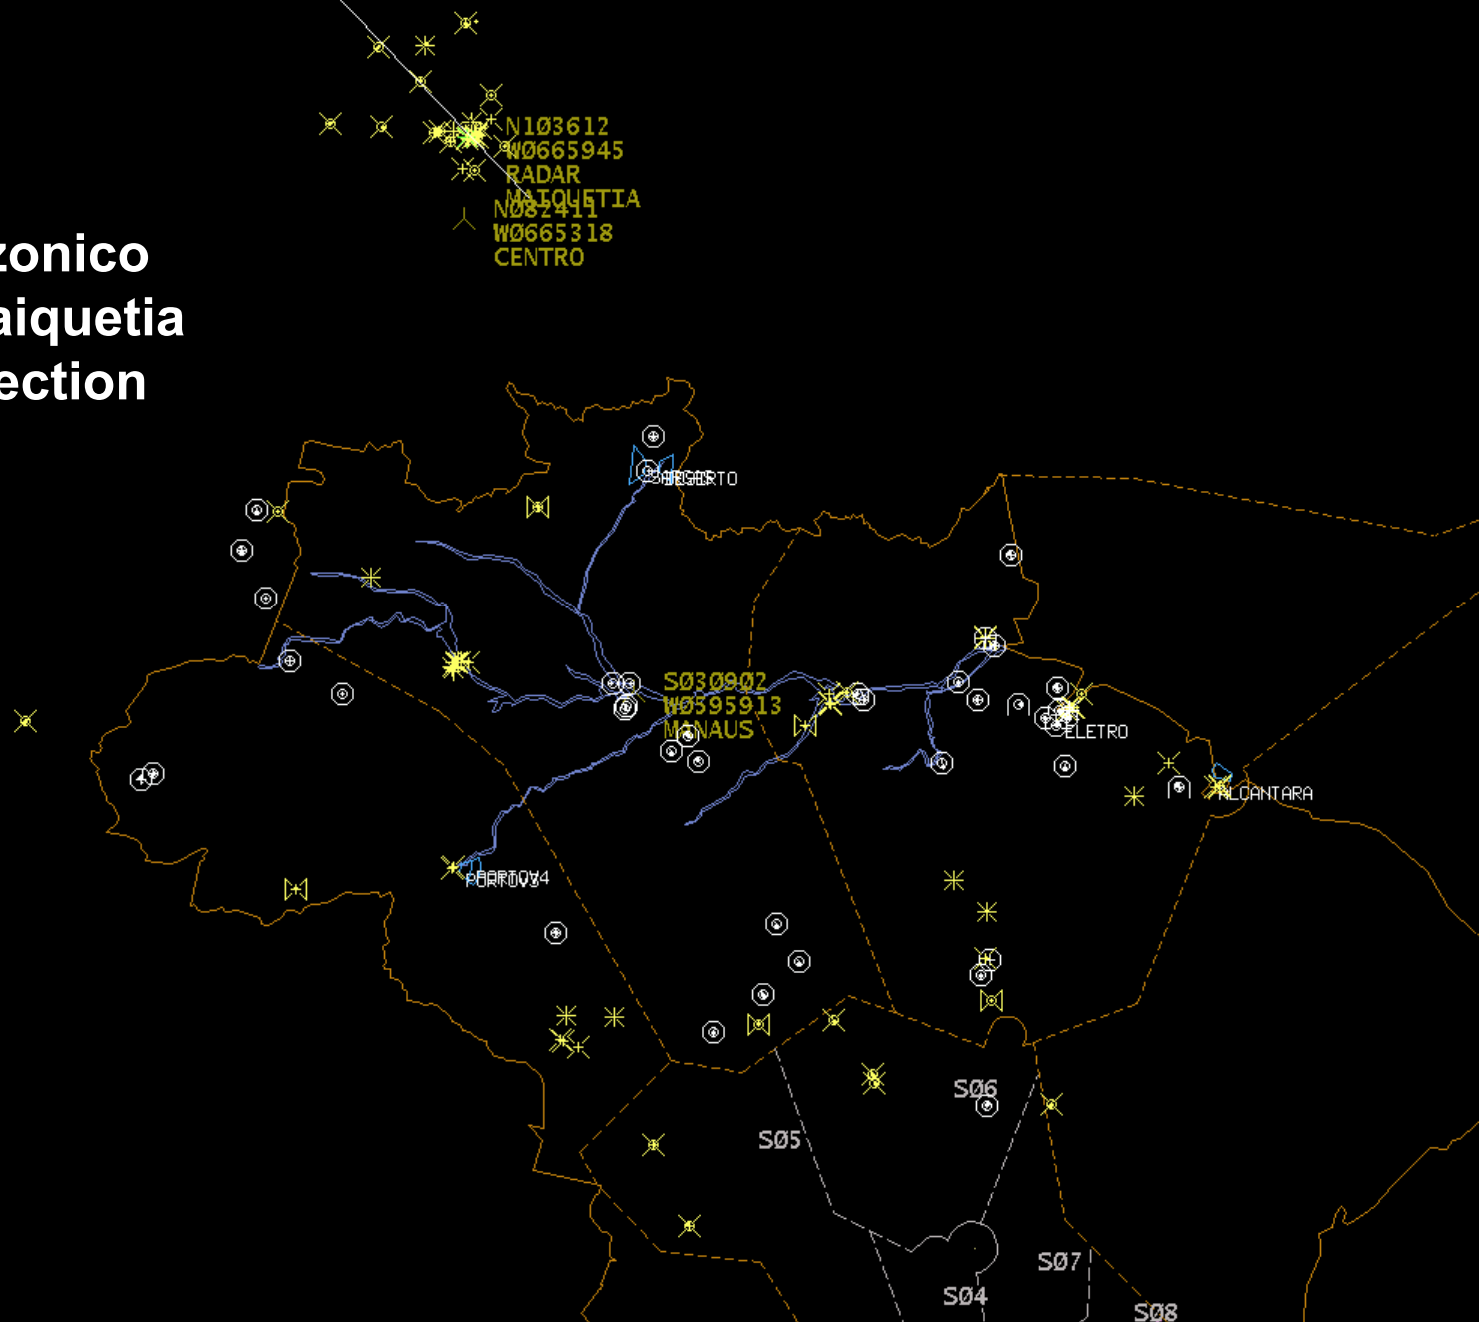 N103612
W0665945
RADAR
MAIQUETIA
N082411
W0665318
CENTRO
zonico
aiquetia
ection
S030902
W0595913
MANAUS
ELETRO
ALCANTARA
S06
S05
S07
S04
S08